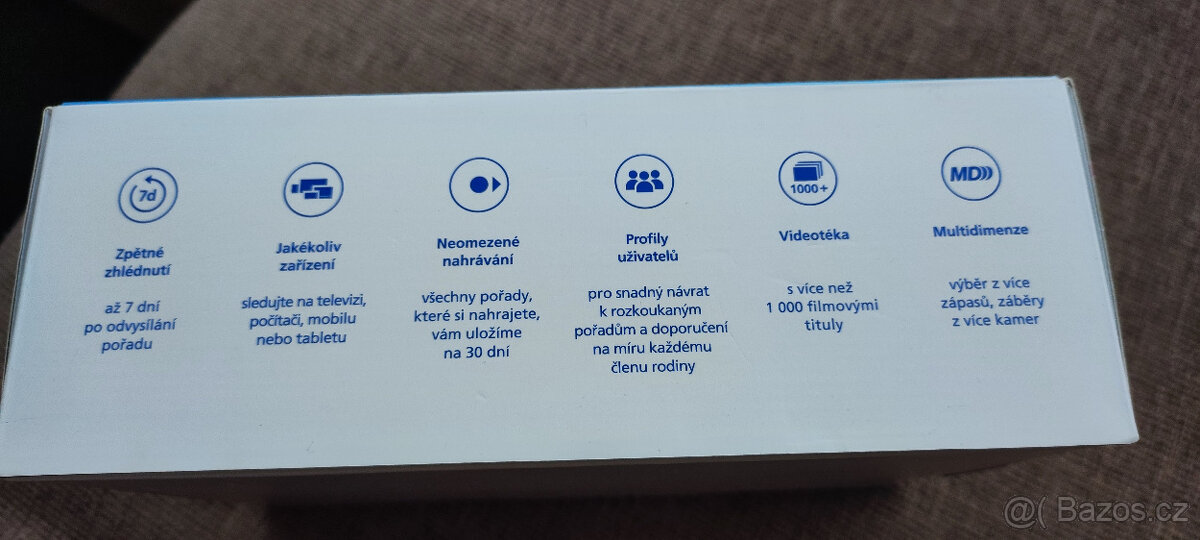 7d
Zpětné
zhlédnutí
až 7 dní
po odvysílání
pořadu
Jakékoliv
zařízení
sledujte na televizi,
počítači, mobilu
nebo tabletu
Neomezené
nahrávání
všechny pořady,
které si nahrajete,
vám uložíme
na 30 dní
Profily
uživatelů
pro snadný návrat
k rozkoukaným
pořadům a doporučení
na míru každému
členu rodiny
1000+
Videotéka
s více než
1 000 filmovými
tituly
MD
Multidimenze
výběr z více
zápasů, záběry
z více kamer
@( Bazos.cz